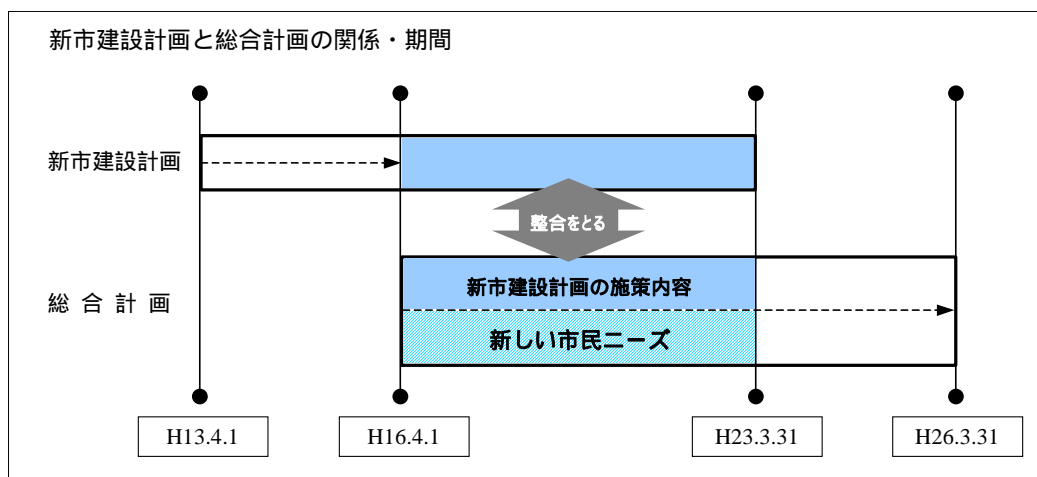 新市建設計画と総合計画の関係・期間
新市建設計画
整合をとる
総合計画
新市建設計画の施策内容
新しい市民ニーズ
H13.4.1
H16.4.1
H23.3.31
H26.3.31